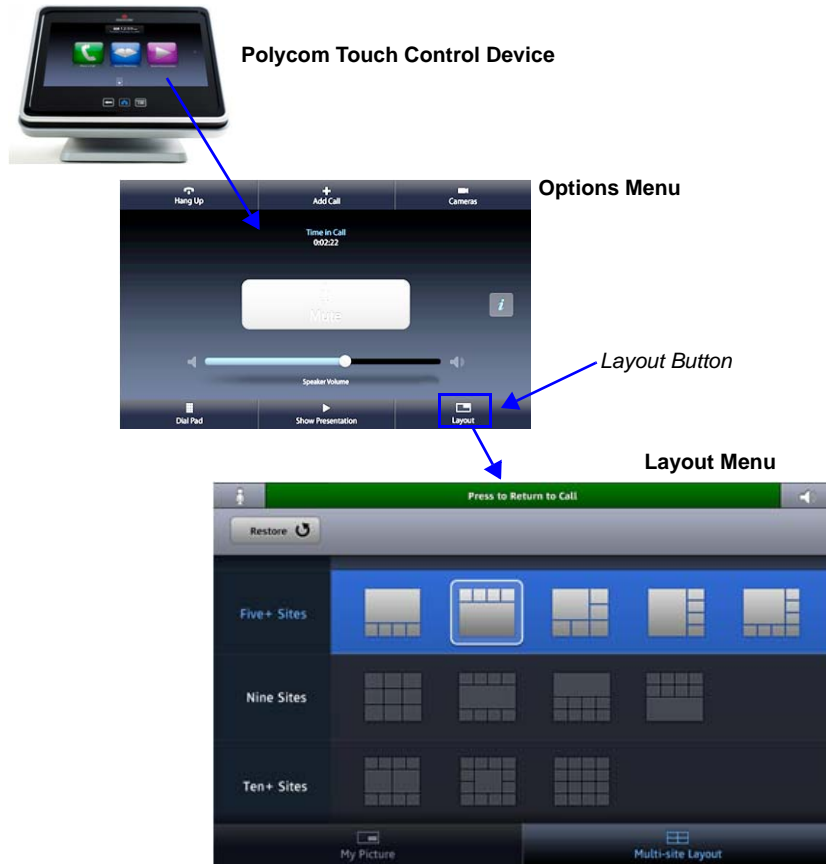 Polycom Touch Control Device
Options Menu
Hang Up
Add Call
Cameras
Time in Call
0:02:22
Mute
i
Speaker Volume
Layout Button
Dial Pad
Show Presentation
Layout
Layout Menu
Press to Return to Call
Restore
Five+ Sites
Nine Sites
Ten+ Sites
My Picture
Multi-site Layout